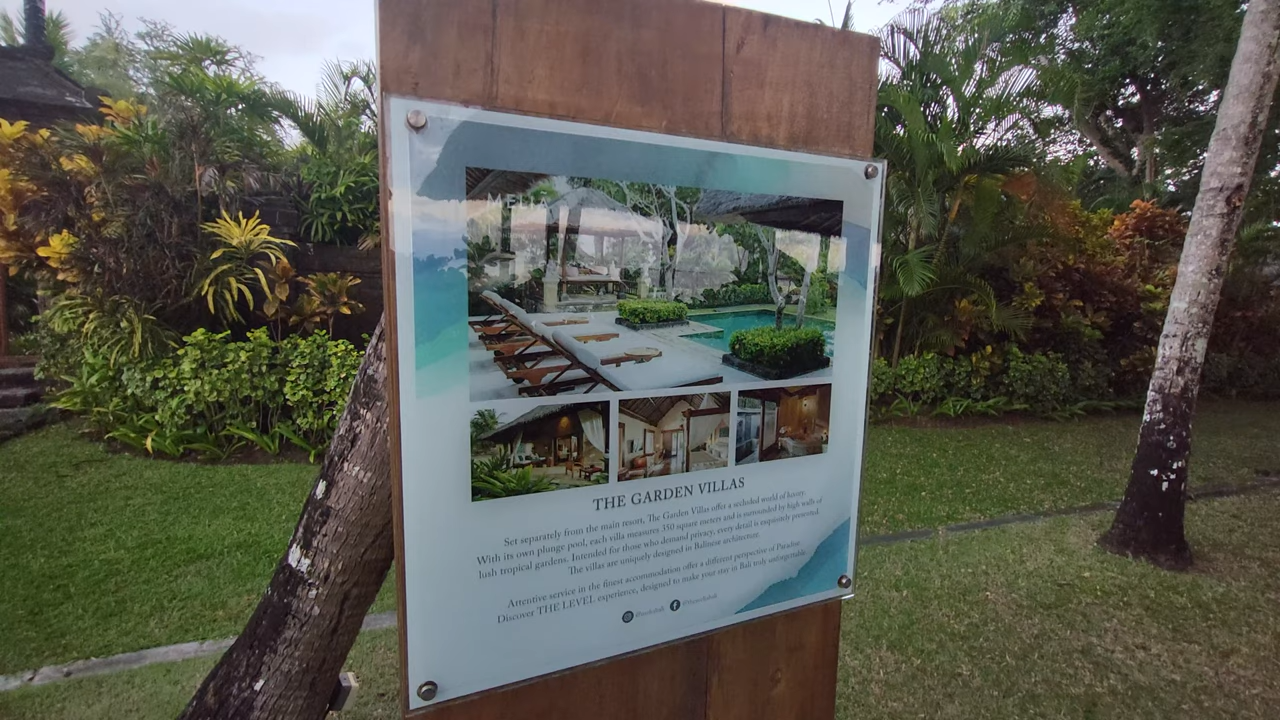 MELIA
THE GARDEN VILLAS
Set separately from the main resort, The Garden Villas offer a secluded world of luxury.
With its own plunge pool, each villa measures 350 square meters and is surrounded by high walls of
lush tropical gardens. Intended for those who demand privacy, every detail is exquisitely presented.
The villas are uniquely designed in Balinese architecture.
Attentive service in the finest accommodation offers a different perspective of Paradise.
Discover THE LEVEL experience, designed to make your stay in Bali truly unforgettable